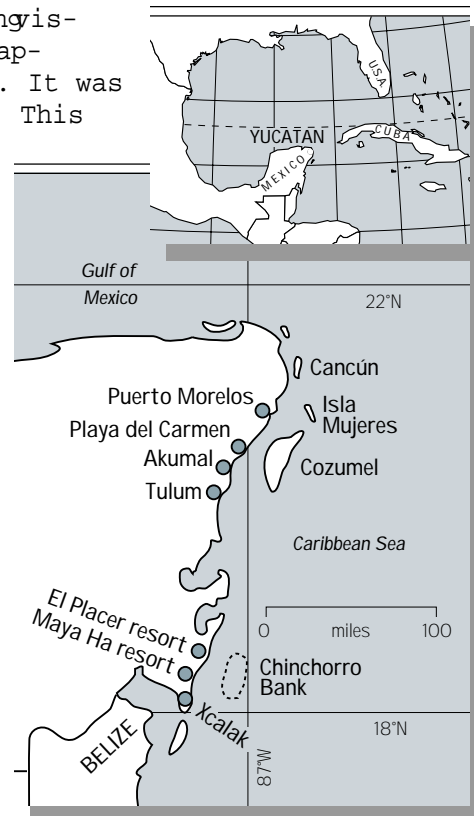 ngvis-
ap-
. It was
This
USA
YUCATAN
CUBA
MEXICO
Gulf of
Mexico
22°N
Cancún
Puerto Morelos
Isla
Mujeres
Playa del Carmen
Akumal
Cozumel
Tulum
Caribbean Sea
El Placer resort
0 miles 100
Maya Ha resort
Chinchorro
Bank
Xcalak
18°N
BELIZE
87°W